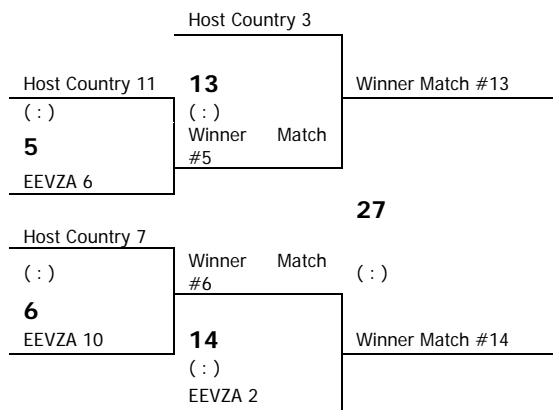 Host Country 3
Host Country 11
13
Winner Match #13
( : )
( : )
5
Winner Match
#5
EEVZA 6
27
Host Country 7
Winner Match
#6
( : )
( : )
6
EEVZA 10
14
Winner Match #14
( : )
EEVZA 2